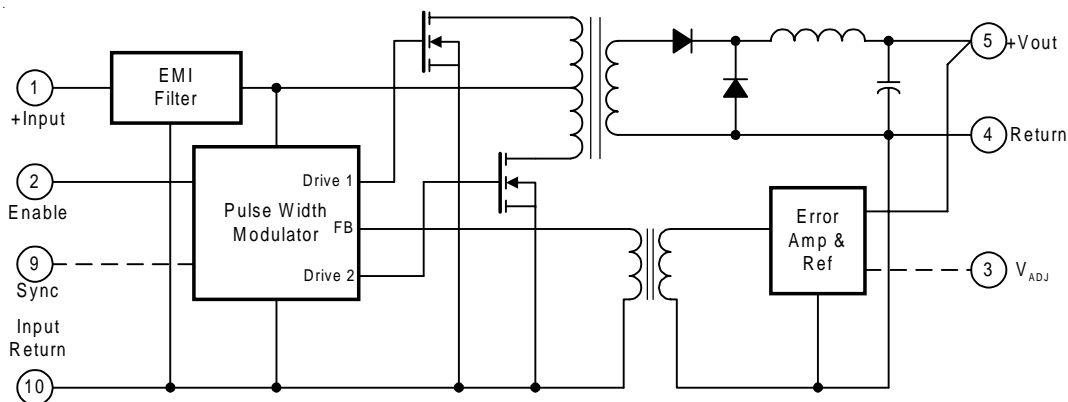 1
+Input
EMI
Filter
2
Enable
9
Sync
Input
Return
10
Drive 1
Pulse Width
Modulator
FB
Drive 2
5
+Vout
4
Return
Error
Amp &
Ref
3
VADJ